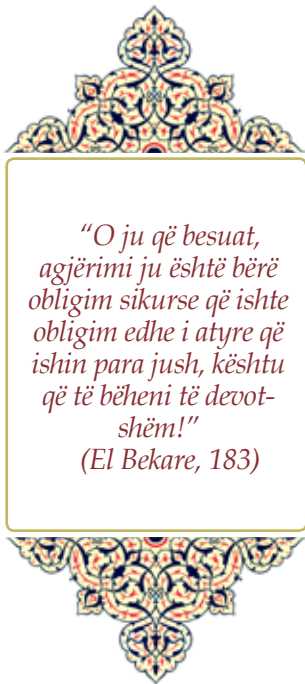 “O ju që besuat,
agjërimi ju është bërë
obligim sikurse që ishte
obligim edhe i atyre që
ishin para jush, kështu
që të bëheni të devot-
shëm!”
(El Bekare, 183)